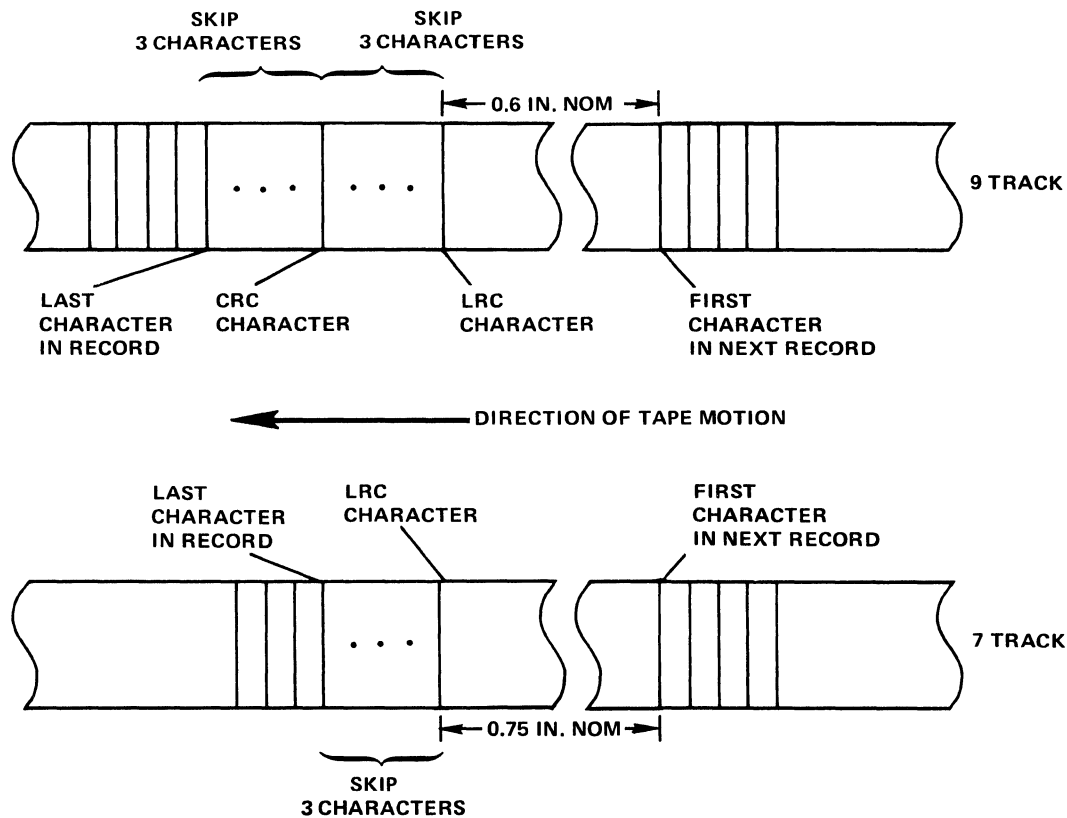 SKIP
3 CHARACTERS
SKIP
3 CHARACTERS
0.6 IN. NOM
9 TRACK
LAST
CHARACTER
IN RECORD
CRC
CHARACTER
LRC
CHARACTER
FIRST
CHARACTER
IN NEXT RECORD
DIRECTION OF TAPE MOTION
LAST
CHARACTER
IN RECORD
LRC
CHARACTER
FIRST
CHARACTER
IN NEXT RECORD
7 TRACK
0.75 IN. NOM
SKIP
3 CHARACTERS